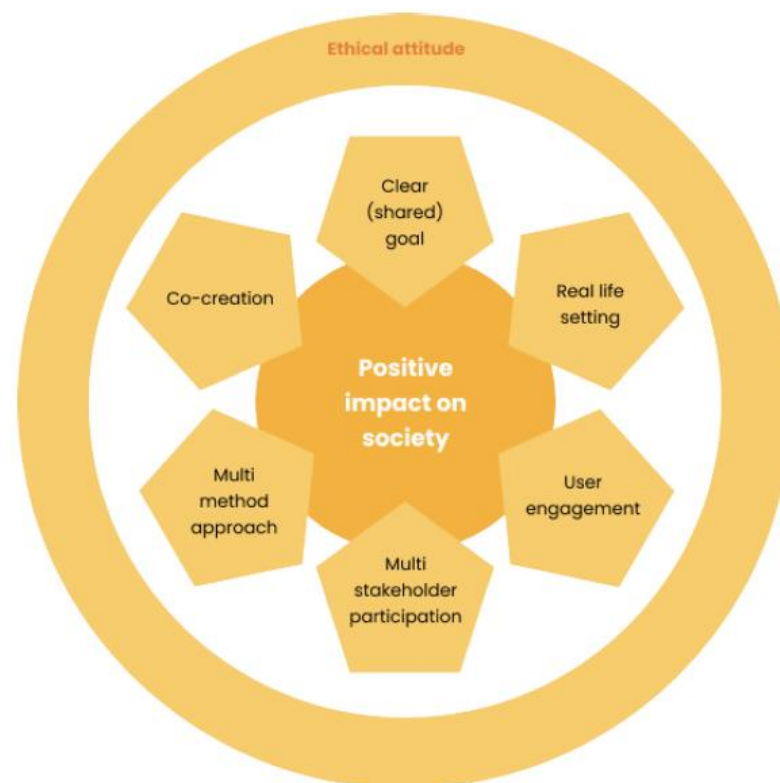 Ethical attitude
Clear
(shared)
goal
Co-creation
Real life
setting
Positive
impact on
society
Multi
method
approach
User
engagement
Multi
stakeholder
participation